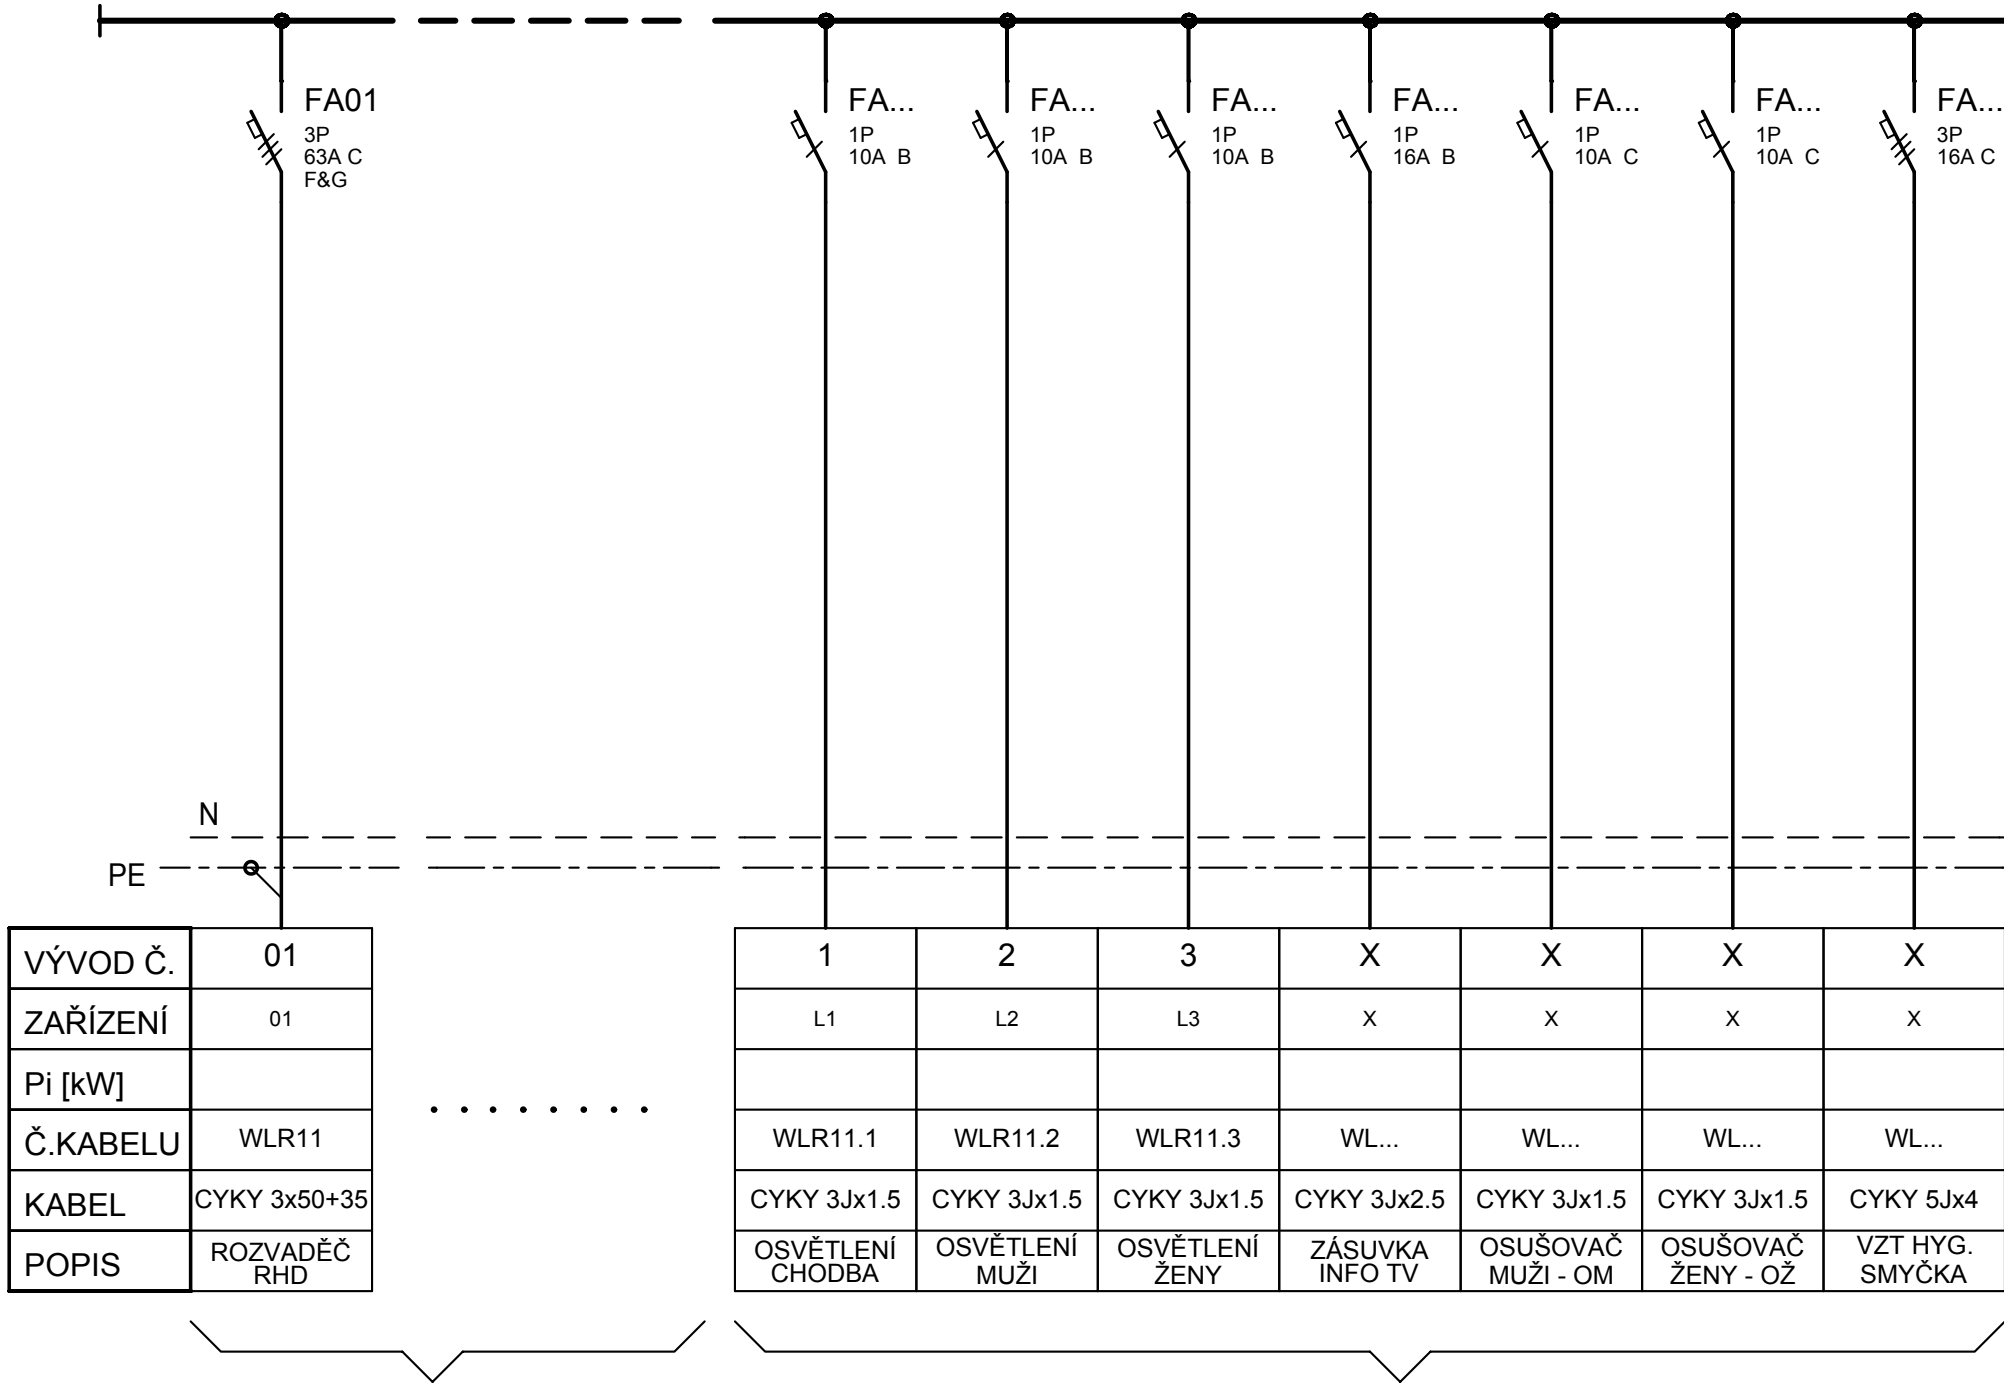 FA01
3P
63A C
F&G
FA...
1P
10A B
FA...
1P
10A B
FA...
1P
10A B
FA...
1P
16A B
FA...
1P
10A C
FA...
1P
10A C
FA...
3P
16A C
N
PE
VÝVOD Č. 01 1 2 3 X X X X
ZAŘÍZENÍ 01 L1 L2 L3 X X X X
Pi [kW]
Č.KABELU WLR11 WLR11.1 WLR11.2 WLR11.3 WL... WL... WL... WL...
KABEL CYKY 3x50+35 CYKY 3Jx1.5 CYKY 3Jx1.5 CYKY 3Jx1.5 CYKY 3Jx2.5 CYKY 3Jx1.5 CYKY 3Jx1.5 CYKY 5Jx4
POPIS
ROZVADĚČ
RHD
OSVĚTLENÍ
CHODBA
OSVĚTLENÍ
MUŽI
OSVĚTLENÍ
ŽENY
ZÁSUVKA
INFO TV
OSUŠOVAČ
MUŽI - OM
OSUŠOVAČ
ŽENY - OŽ
VZT HYG.
SMYČKA